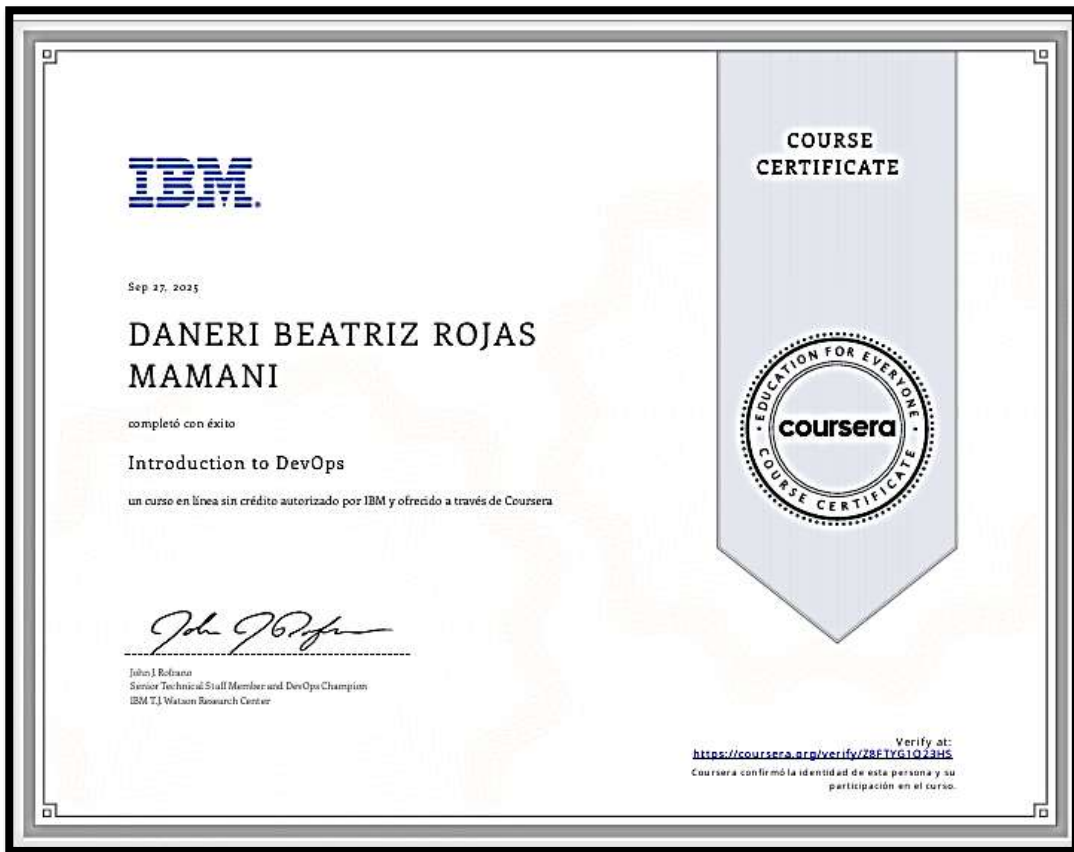 IBM.
Sep 27, 2025
DANERI BEATRIZ ROJAS
MAMANI
completó con éxito
Introduction to DevOps
un curso en línea sin crédito autorizado por IBM y ofrecido a través de Coursera
John J. Rofrano
Senior Technical Staff Member and DevOps Champion
IBM T.J. Watson Research Center
COURSE
CERTIFICATE
EDUCATION FOR EVERYONE
coursera
COURSE CERTIFICATE
Verify at:
https://coursera.org/verify/Z8FTYG1O23HS
Coursera confirmó la identidad de esta persona y su
participación en el curso.